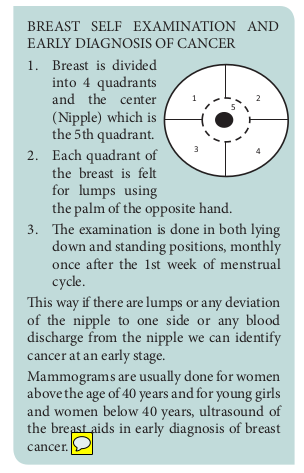 BREAST SELF EXAMINATION AND
EARLY DIAGNOSIS OF CANCER
1. Breast is divided
into 4 quadrants
and the center
(Nipple) which is
the 5th quadrant.
1
2
5
3
4
2. Each quadrant of
the breast is felt
for lumps using
the palm of the opposite hand.
3. The examination is done in both lying
down and standing positions, monthly
once after the 1st week of menstrual
cycle.
This way if there are lumps or any deviation
of the nipple to one side or any blood
discharge from the nipple we can identify
cancer at an early stage.
Mammograms are usually done for women
above the age of 40 years and for young girls
and women below 40 years, ultrasound of
the breast aids in early diagnosis of breast
cancer.